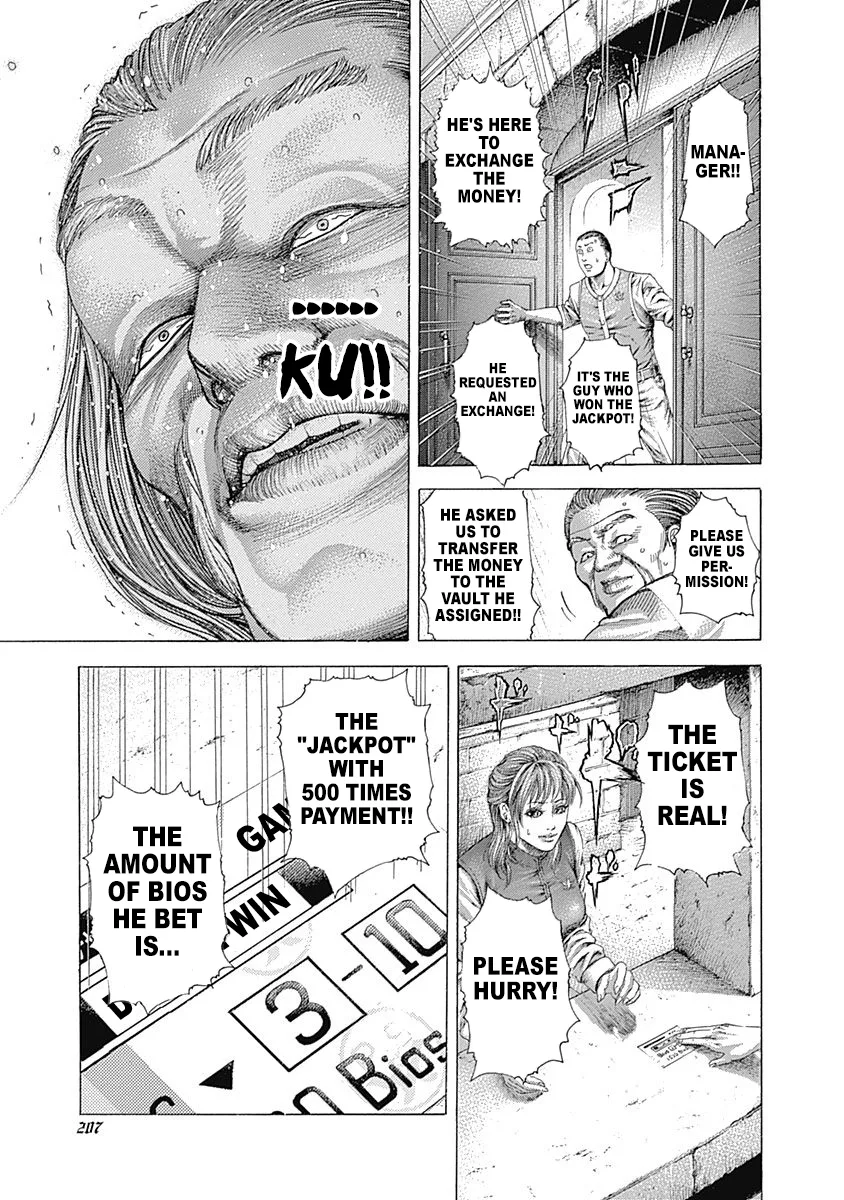 MANA-
GER!!
HE'S HERE
TO
EXCHANGE
THE
MONEY!
IT'S THE
GUY WHO
WON THE
JACKPOT!
HE
REQUESTED
AN
EXCHANGE!
PLEASE
GIVE US
PER-
MISSION!
HE ASKED
US TO
TRANSFER
THE MONEY
TO THE
VAULT HE
ASSIGNED!!
......
KU!!
THE
TICKET
IS
REAL!
PLEASE
HURRY!
THE
"JACKPOT"
WITH
500 TIMES
PAYMENT!!
THE
AMOUNT
OF BIOS
HE BET
IS...
WIN
3-10
Bios
207